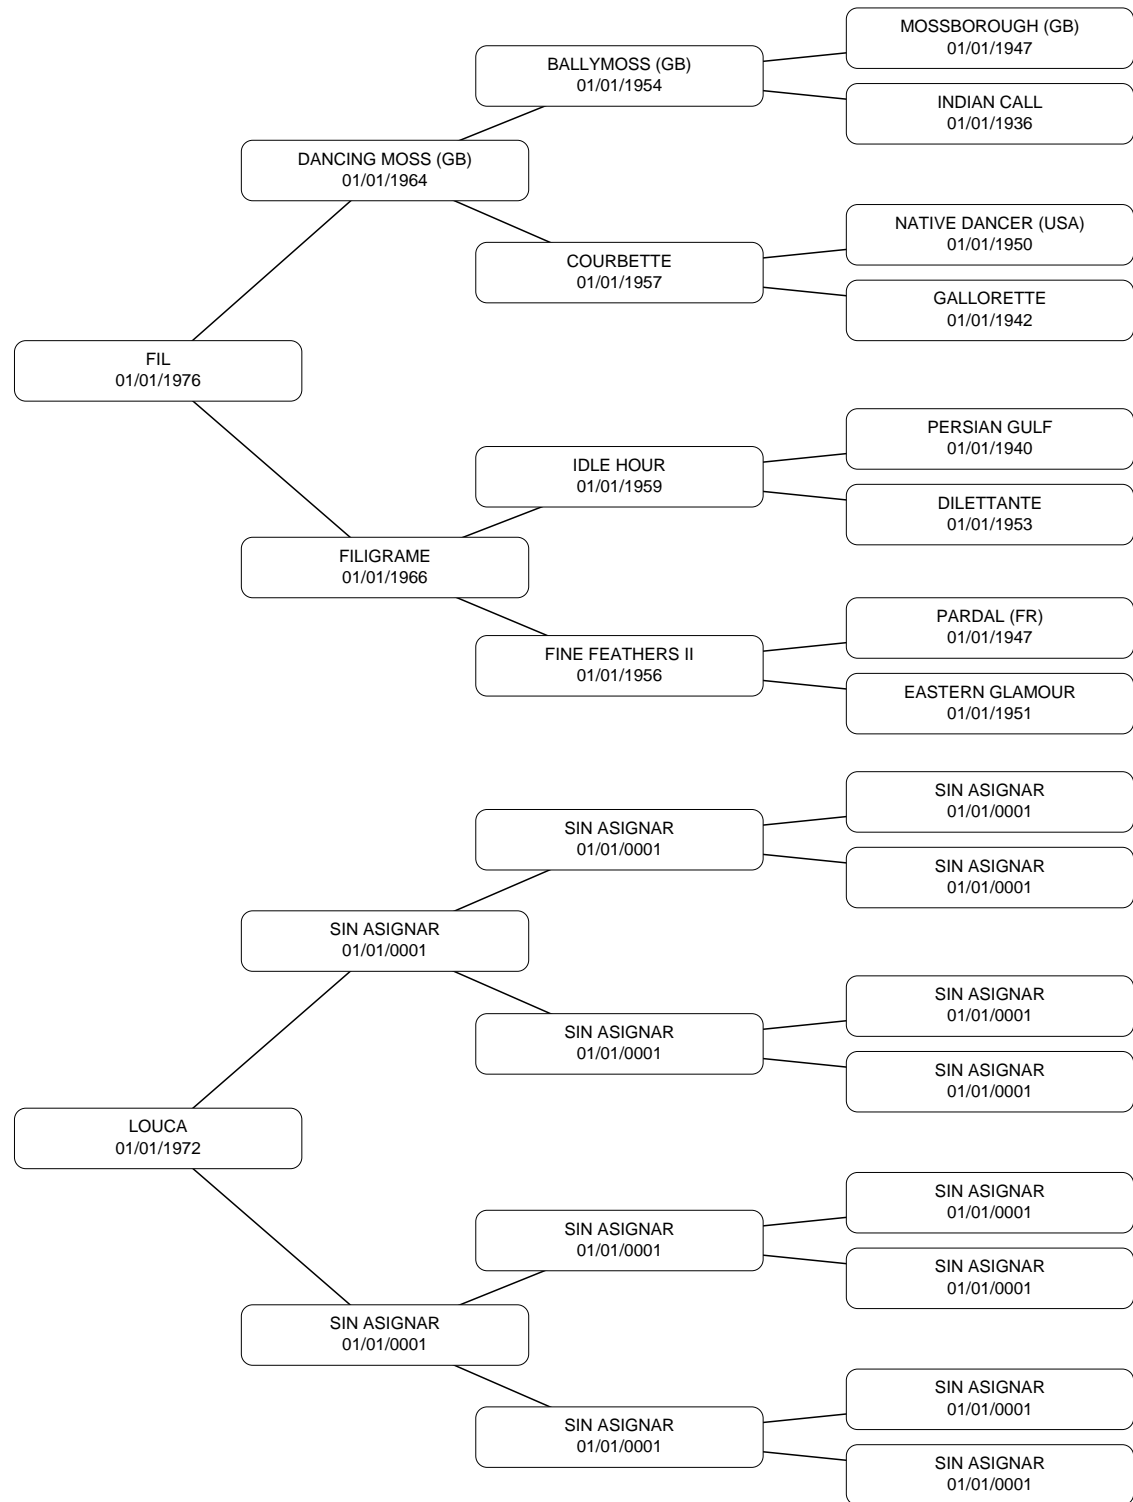 MOSSBOROUGH (GB)
01/01/1947
BALLYMOSS (GB)
01/01/1954
INDIAN CALL
01/01/1936
DANCING MOSS (GB)
01/01/1964
NATIVE DANCER (USA)
01/01/1950
COURBETTE
01/01/1957
GALLORETTE
01/01/1942
FIL
01/01/1976
PERSIAN GULF
01/01/1940
IDLE HOUR
01/01/1959
DILETTANTE
01/01/1953
FILIGRAME
01/01/1966
PARDAL (FR)
01/01/1947
FINE FEATHERS II
01/01/1956
EASTERN GLAMOUR
01/01/1951
SIN ASIGNAR
01/01/0001
SIN ASIGNAR
01/01/0001
SIN ASIGNAR
01/01/0001
SIN ASIGNAR
01/01/0001
SIN ASIGNAR
01/01/0001
SIN ASIGNAR
01/01/0001
SIN ASIGNAR
01/01/0001
LOUCA
01/01/1972
SIN ASIGNAR
01/01/0001
SIN ASIGNAR
01/01/0001
SIN ASIGNAR
01/01/0001
SIN ASIGNAR
01/01/0001
SIN ASIGNAR
01/01/0001
SIN ASIGNAR
01/01/0001
SIN ASIGNAR
01/01/0001